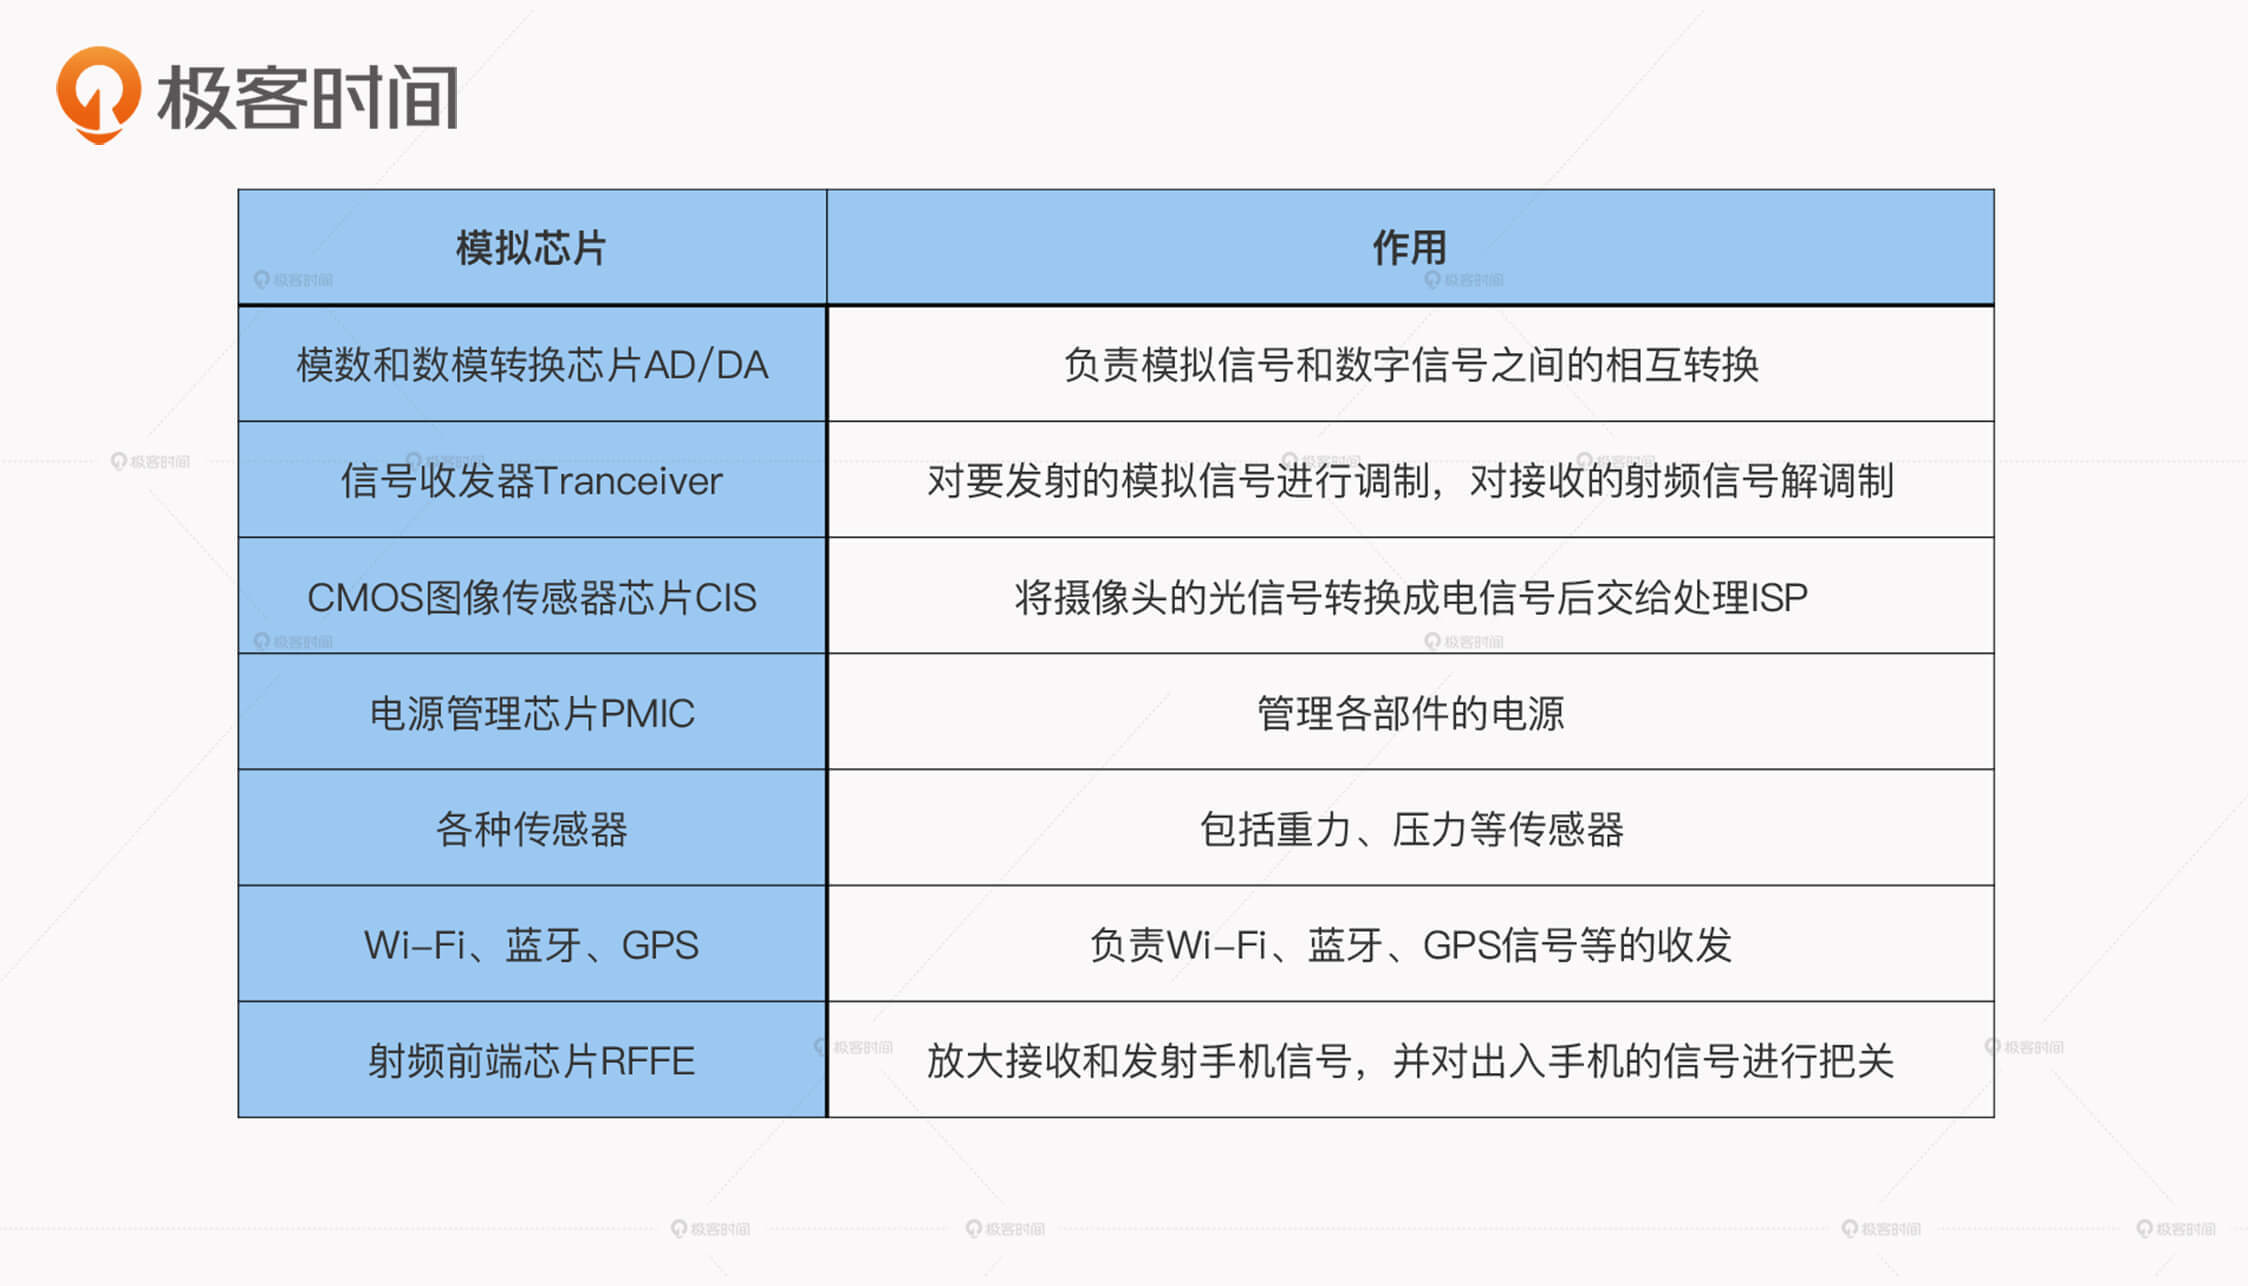 极客时间
模拟芯片 作用
模数和数模转换芯片AD/DA 负责模拟信号和数字信号之间的相互转换
信号收发器Tranceiver 对要发射的模拟信号进行调制，对接收的射频信号解调制
CMOS图像传感器芯片CIS 将摄像头的光信号转换成电信号后交给处理ISP
电源管理芯片PMIC 管理各部件的电源
各种传感器 包括重力、压力等传感器
Wi-Fi、蓝牙、GPS 负责Wi-Fi、蓝牙、GPS信号等的收发
射频前端芯片RFFE 放大接收和发射手机信号，并对出入手机的信号进行把关